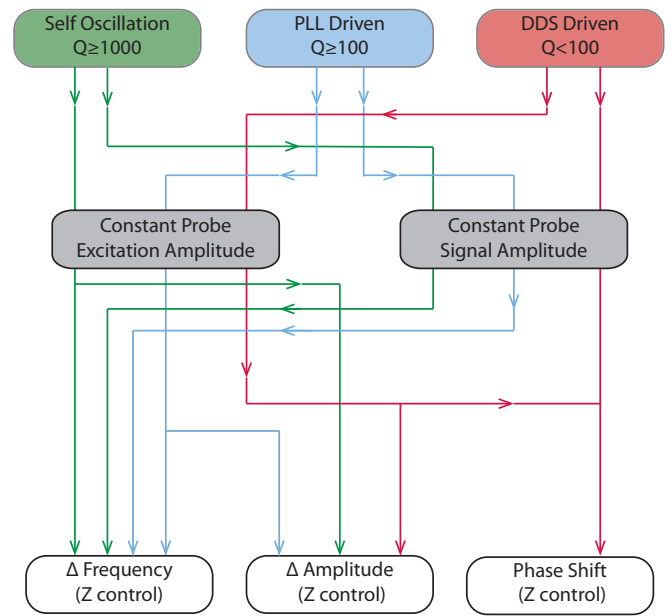 Self Oscillation
Q≥1000
PLL Driven
Q≥100
DDS Driven
Q<100
Constant Probe
Excitation Amplitude
Constant Probe
Signal Amplitude
Δ Frequency
(Z control)
Δ Amplitude
(Z control)
Phase Shift
(Z control)